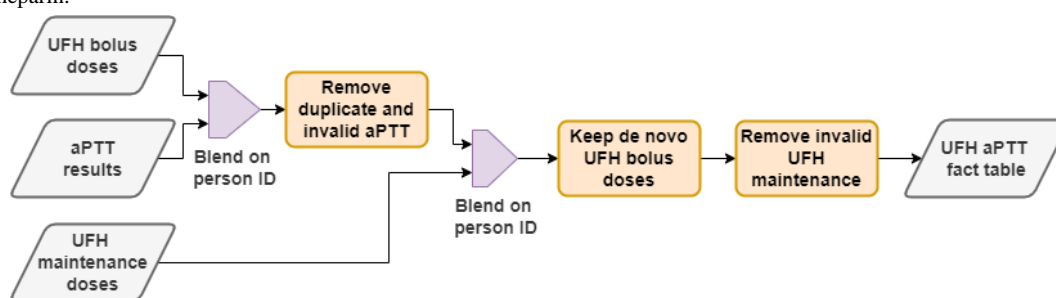 heparin.
UFH bolus
doses
aPTT
results
Blend on
person ID
Remove
duplicate and
invalid aPTT
UFH
maintenance
doses
Blend on
person ID
Keep de novo
UFH bolus
doses
Remove invalid
UFH
maintenance
UFH aPTT
fact table